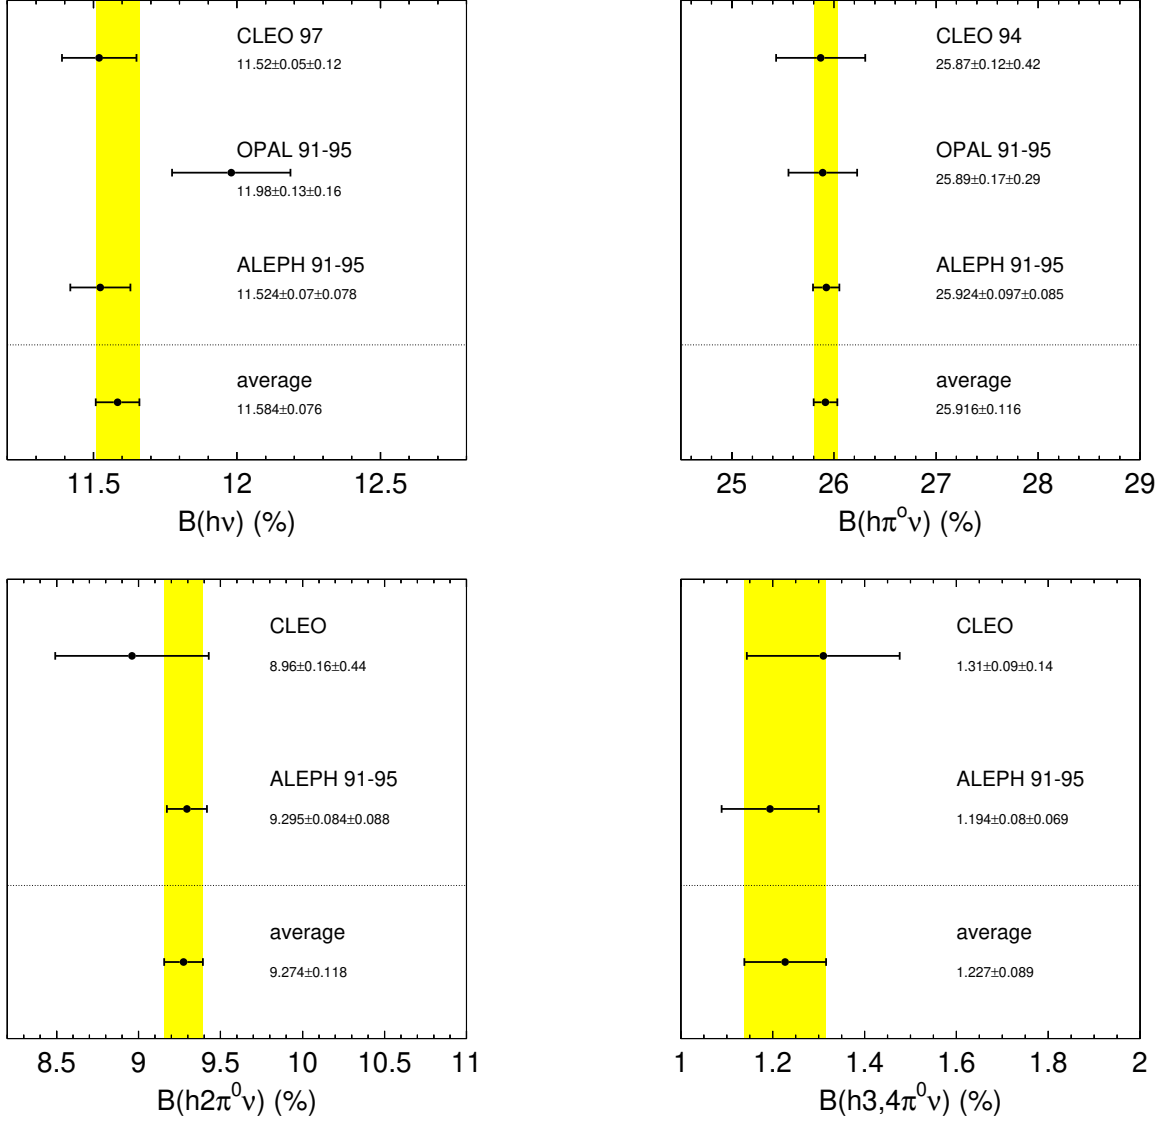 CLEO 97
11.52±0.05±0.12
OPAL 91-95
11.98±0.13±0.16
ALEPH 91-95
11.524±0.07±0.078
average
11.584±0.076
11.5 12 12.5
B(hν) (%)
CLEO 94
25.87±0.12±0.42
OPAL 91-95
25.89±0.17±0.29
ALEPH 91-95
25.924±0.097±0.085
average
25.916±0.116
25 26 27 28 29
B(hπ⁰ν) (%)
CLEO
8.96±0.16±0.44
ALEPH 91-95
9.295±0.084±0.088
average
9.274±0.118
8.5 9 9.5 10 10.5 11
B(h2π⁰ν) (%)
CLEO
1.31±0.09±0.14
ALEPH 91-95
1.194±0.08±0.069
average
1.227±0.089
1 1.2 1.4 1.6 1.8 2
B(h3,4π⁰ν) (%)